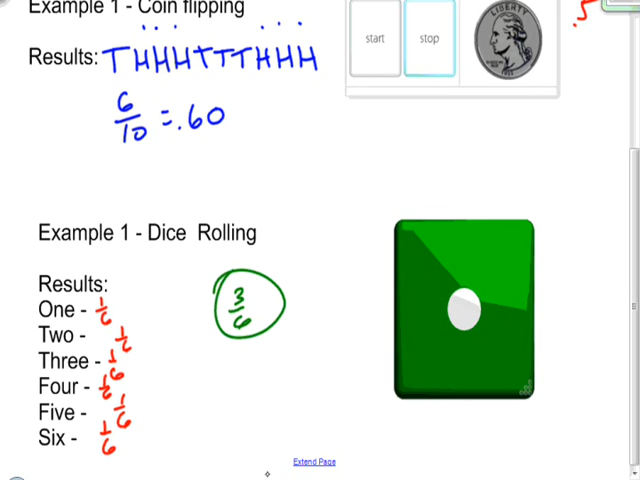 Example 1 - Coin flipping
.5
start stop
LIBERTY
Results: THHHTTTHHH
6/10 = .60
Example 1 - Dice Rolling
Results:
One - 1/6
Two - 1/6
Three - 1/6
Four - 1/6
Five - 1/6
Six - 1/6
3/6
Extend Page